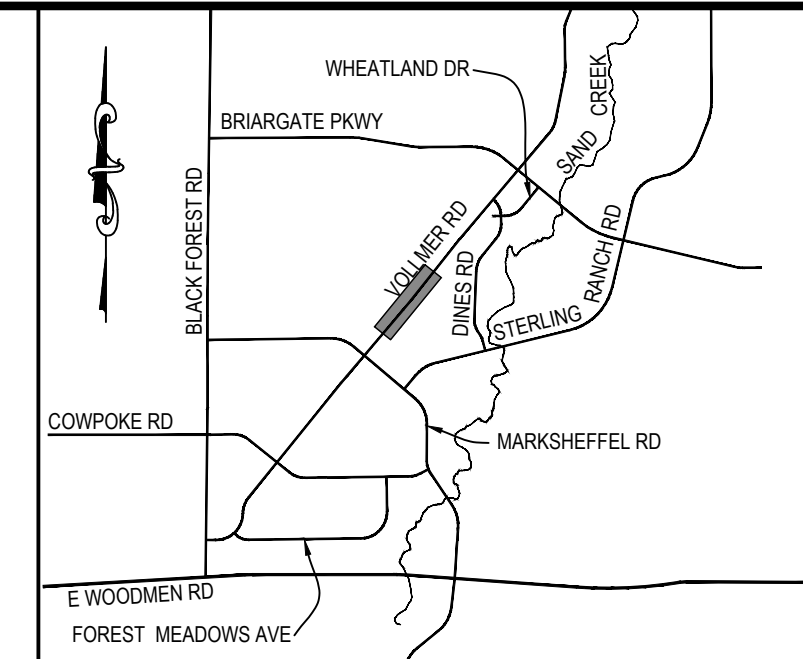 WHEATLAND DR
BRIARGATE PKWY
SAND CREEK
BLACK FOREST RD
VOLLMER RD
DINES RD
STERLING RANCH RD
COWPOKE RD
MARKSHEFFEL RD
E WOODMEN RD
FOREST MEADOWS AVE